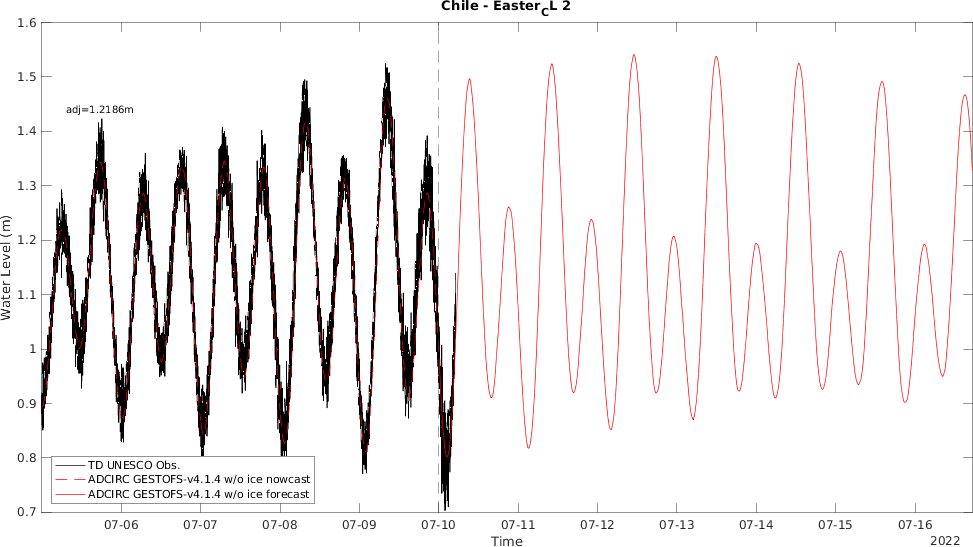 Chile - EasterCL 2
1.6
1.5
1.4
1.3
1.2
1.1
1
0.9
0.8
0.7
Water Level (m)
adj=1.2186m
TD UNESCO Obs.
ADCIRC GESTOFS-v4.1.4 w/o ice nowcast
ADCIRC GESTOFS-v4.1.4 w/o ice forecast
07-06 07-07 07-08 07-09 07-10 07-11 07-12 07-13 07-14 07-15 07-16
Time
2022